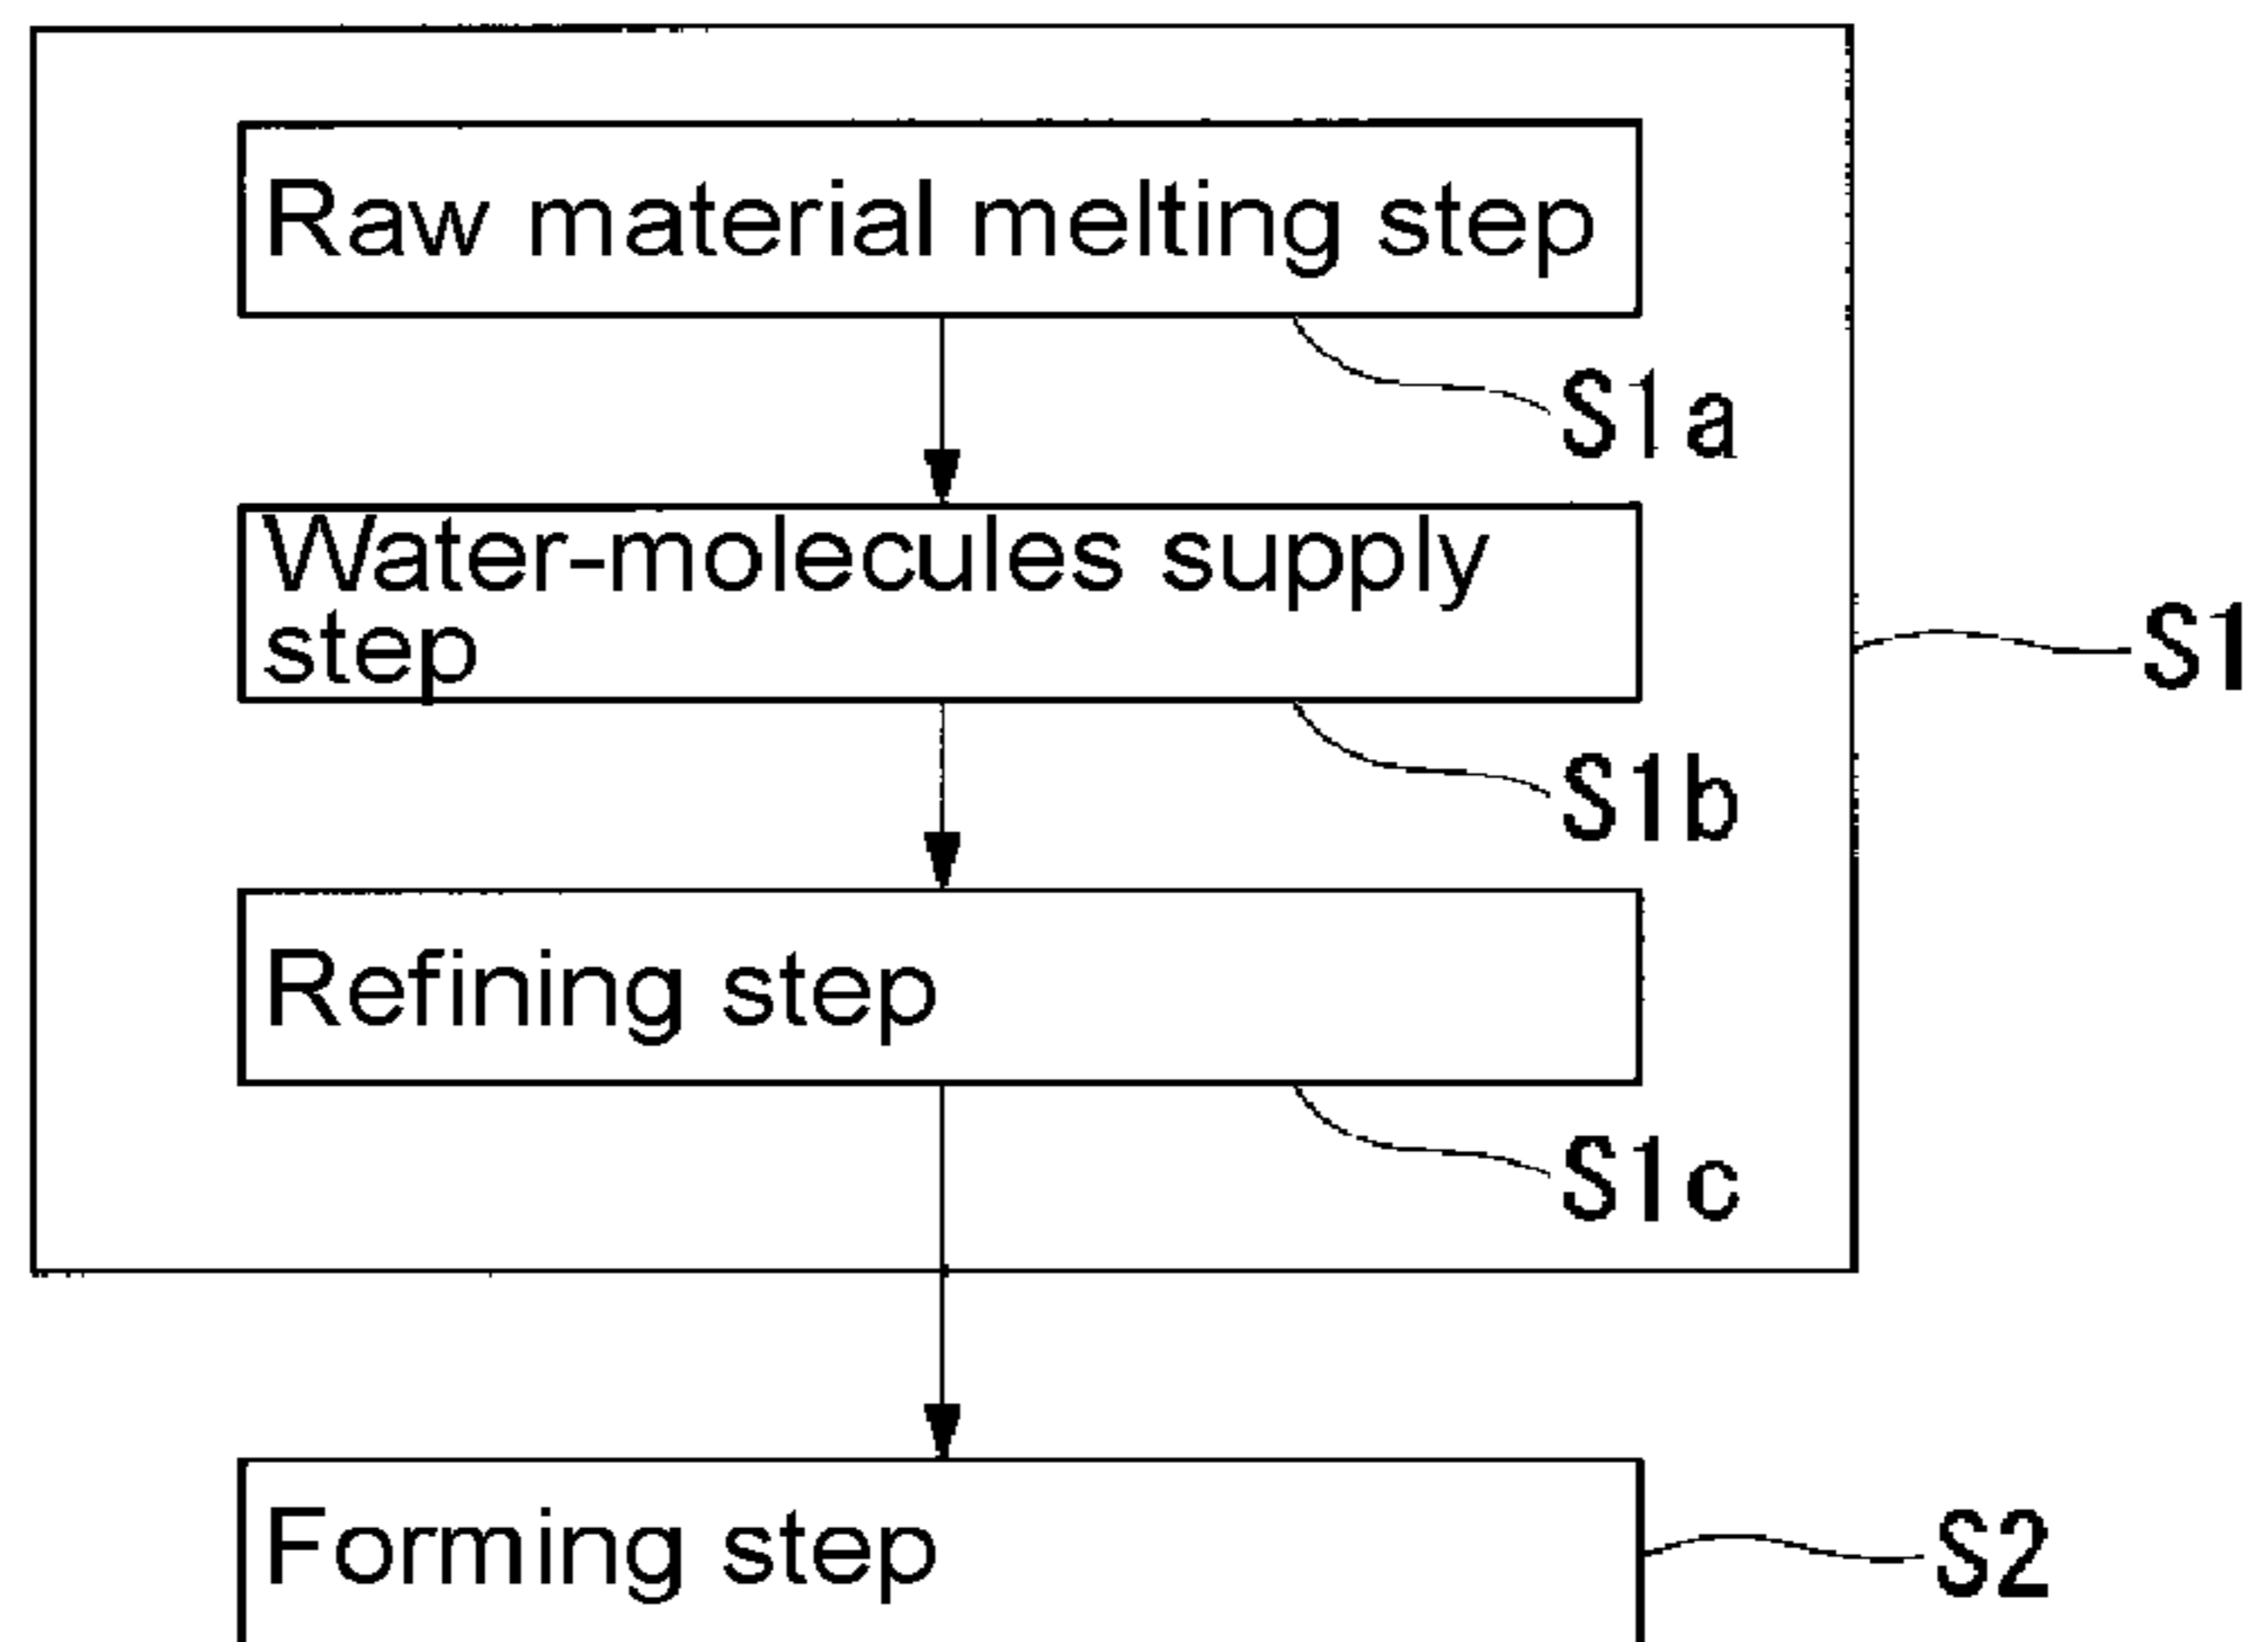 Raw material melting step
S1a
Water-molecules supply
step
S1
S1b
Refining step
S1c
Forming step
S2